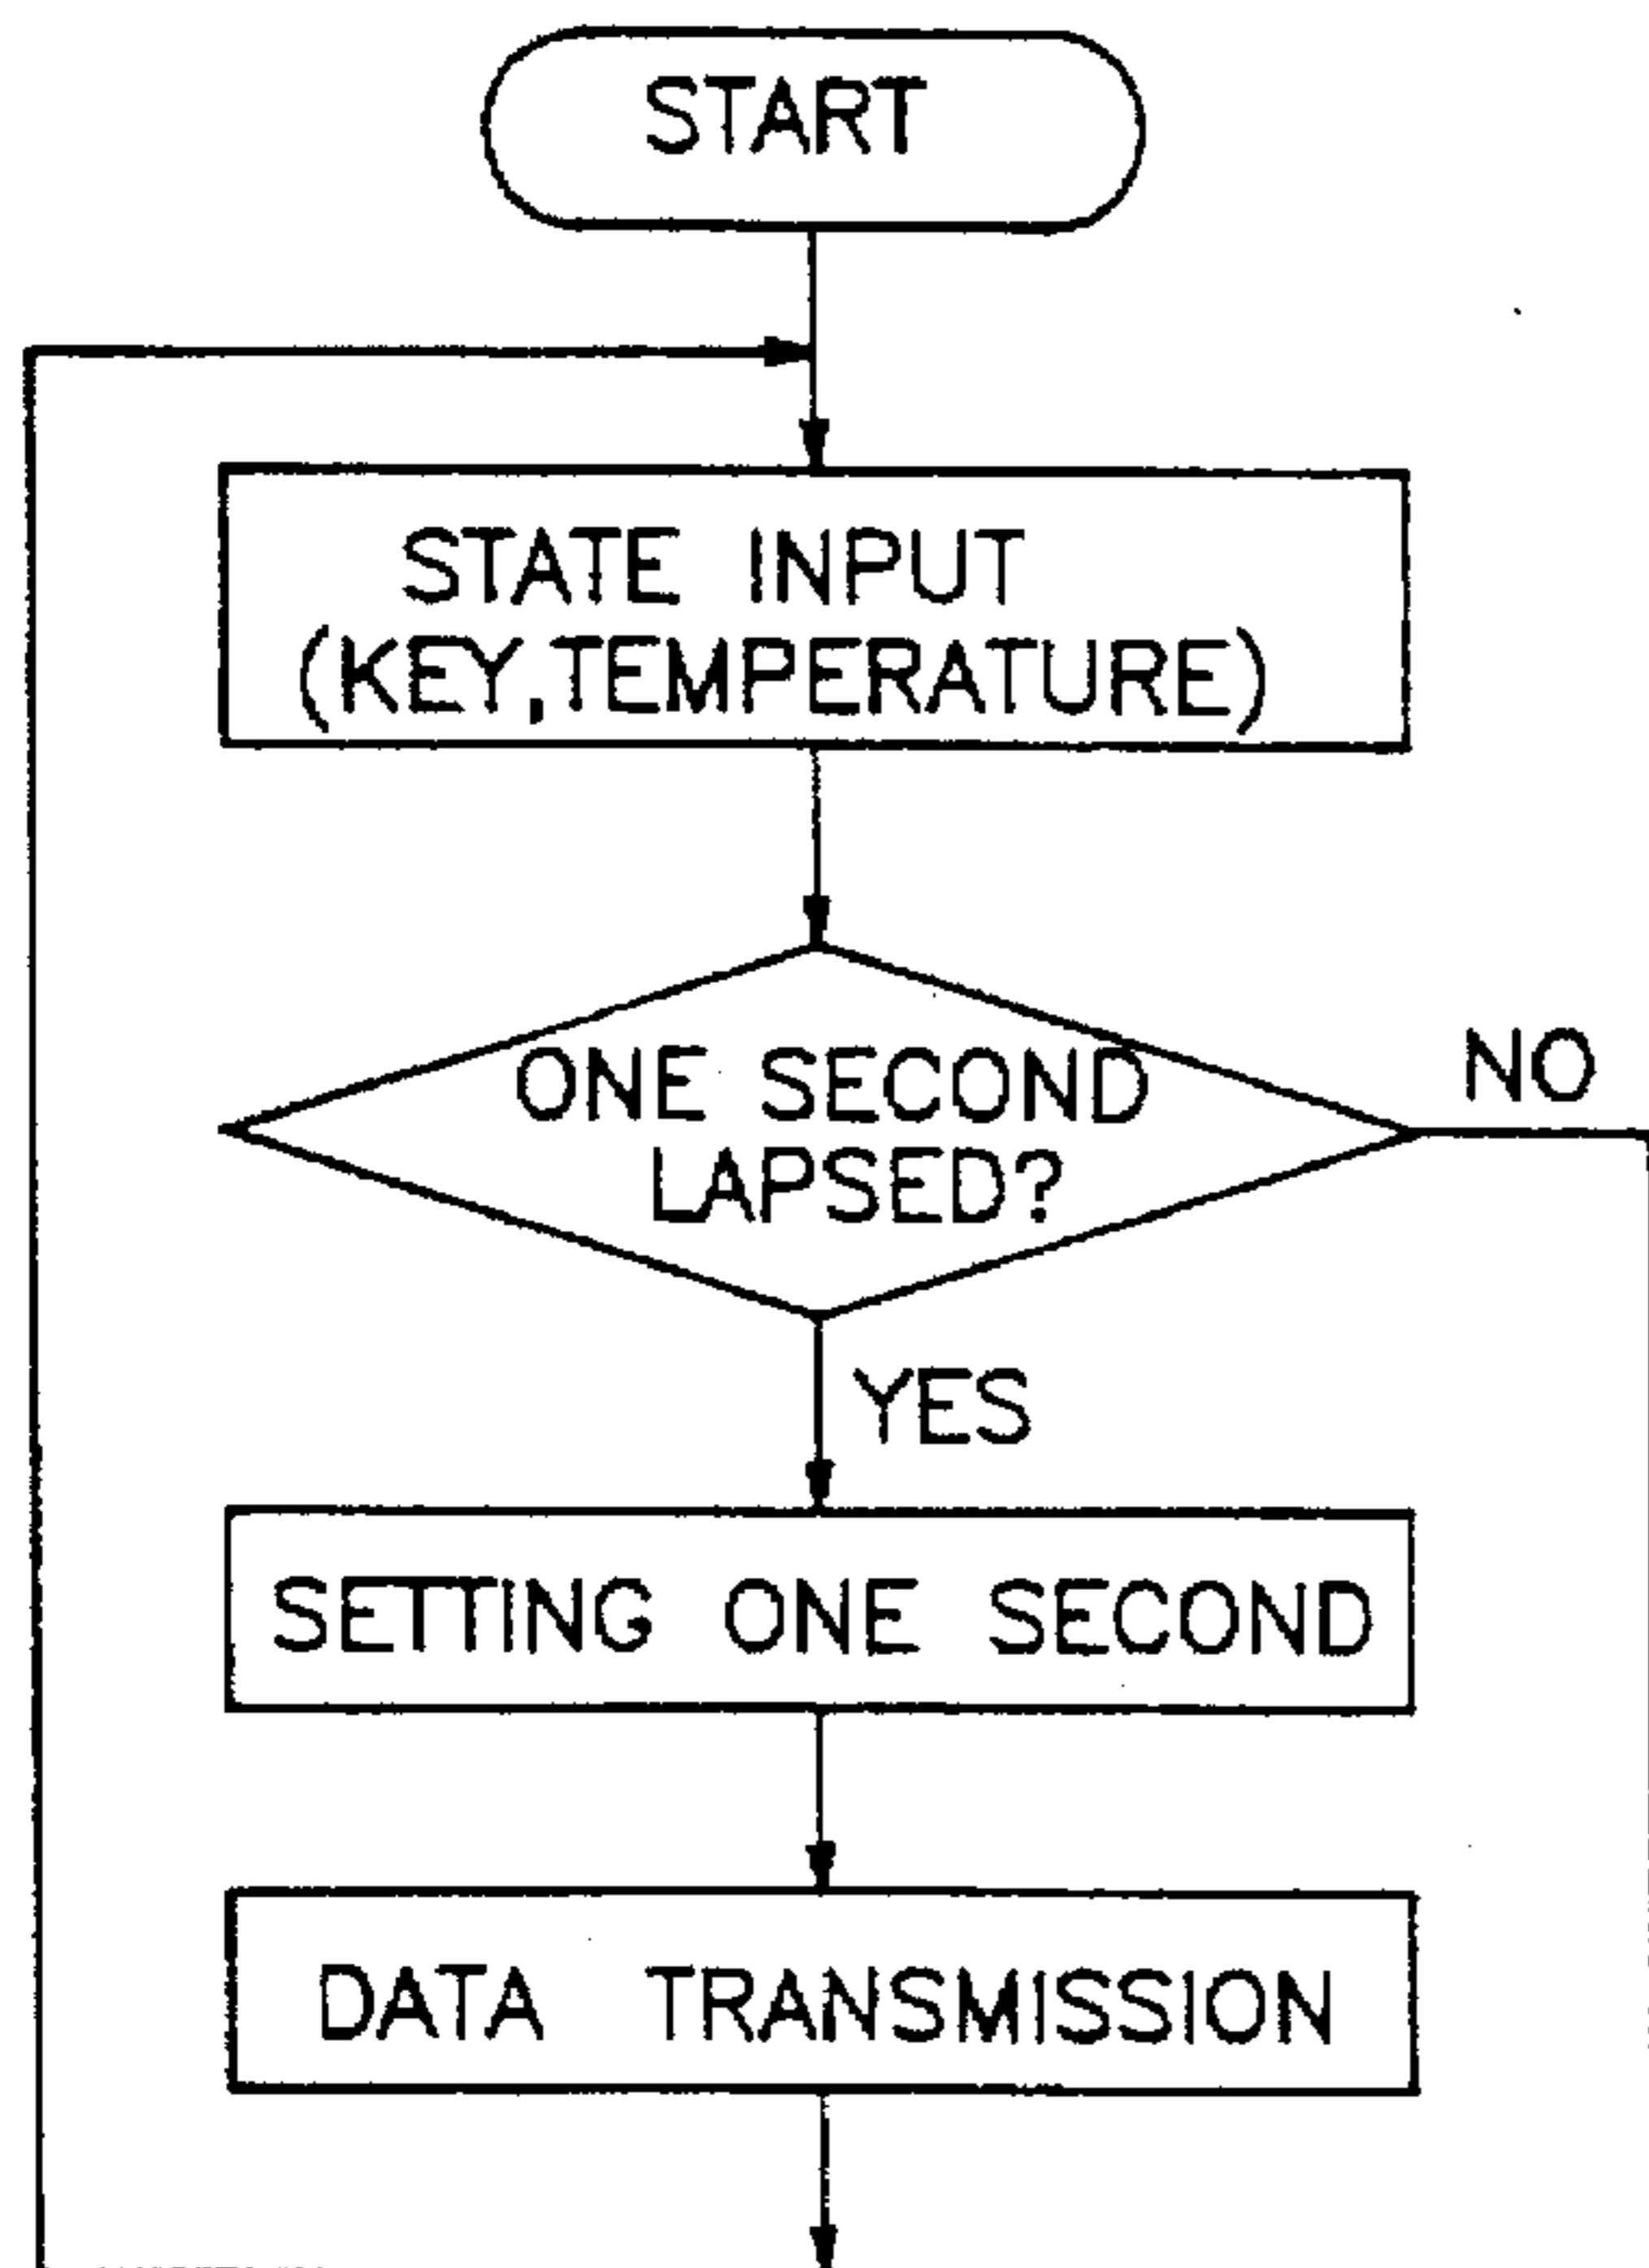 START
STATE INPUT
(KEY,TEMPERATURE)
ONE SECOND
LAPSED?
NO
YES
SETTING ONE SECOND
DATA TRANSMISSION